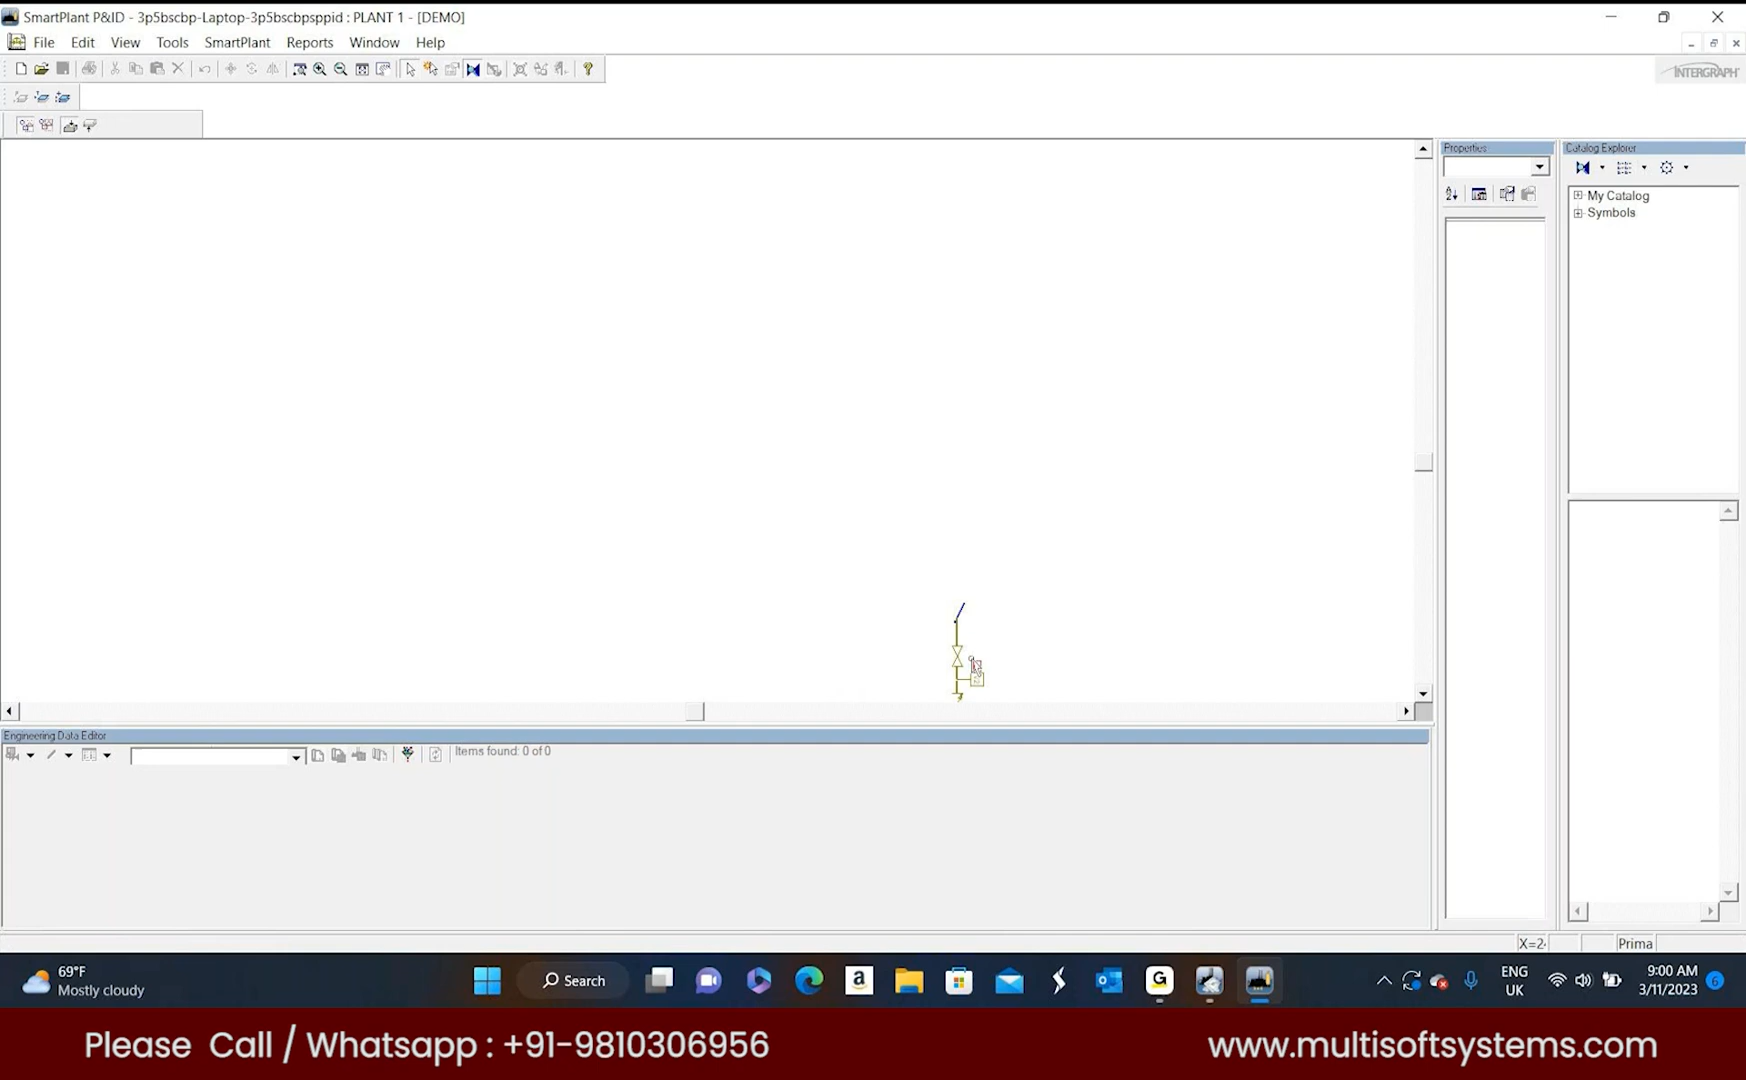 SmartPlant P&ID - 3p5bscbp-Laptop-3p5bscbpsppid : PLANT 1 - [DEMO]
File Edit View Tools SmartPlant Reports Window Help
INTERGRAPH
Properties
Catalog Explorer
My Catalog
Symbols
Engineering Data Editor
Items found: 0 of 0
X=2
Prima
69°F
Mostly cloudy
Search
ENG
UK
9:00 AM
3/11/2023
6
Please Call / Whatsapp : +91-9810306956
www.multisoftsystems.com